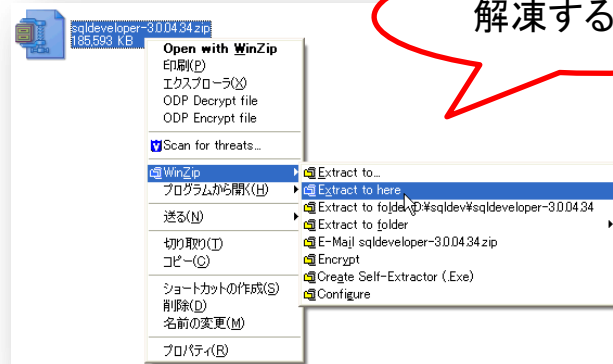 解凍する
sqldeveloper-3.0.04.34.zip
185,593 KB
Open with WinZip
印刷(P)
エクスプローラ(X)
ODP Decrypt file
ODP Encrypt file
Scan for threats...
WinZip
プログラムから開く(H)
送る(N)
切り取り(T)
コピー(C)
ショートカットの作成(S)
削除(D)
名前の変更(M)
プロパティ(R)
Extract to...
Extract to here
Extract to folder D:¥sqldev¥sqldeveloper-3.0.04.34
Extract to folder
E-Mail sqldeveloper-3.0.04.34.zip
Encrypt
Create Self-Extractor (.Exe)
Configure